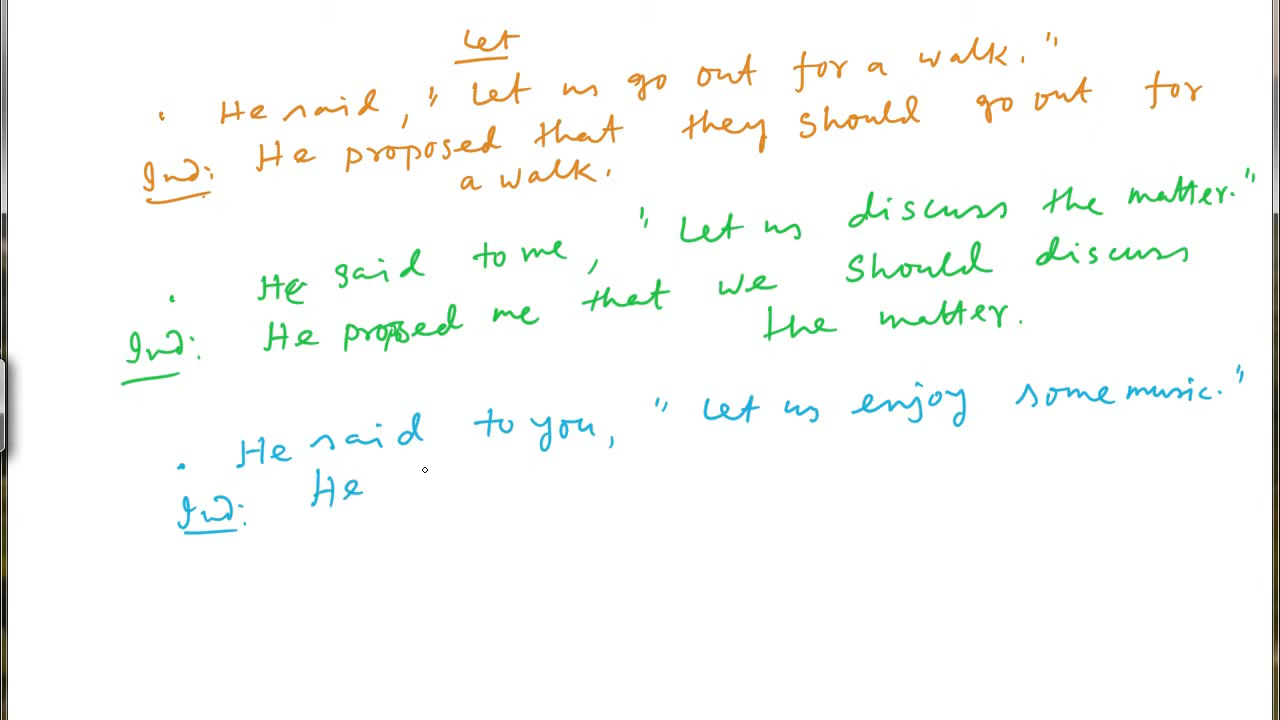 Let
. He said, "Let us go out for a walk."
Ind: He proposed that they should go out for
a walk.
. He said to me, "Let us discuss the matter."
Ind: He proposed me that we should discuss
the matter.
. He said to you, "Let us enjoy some music."
Ind: He